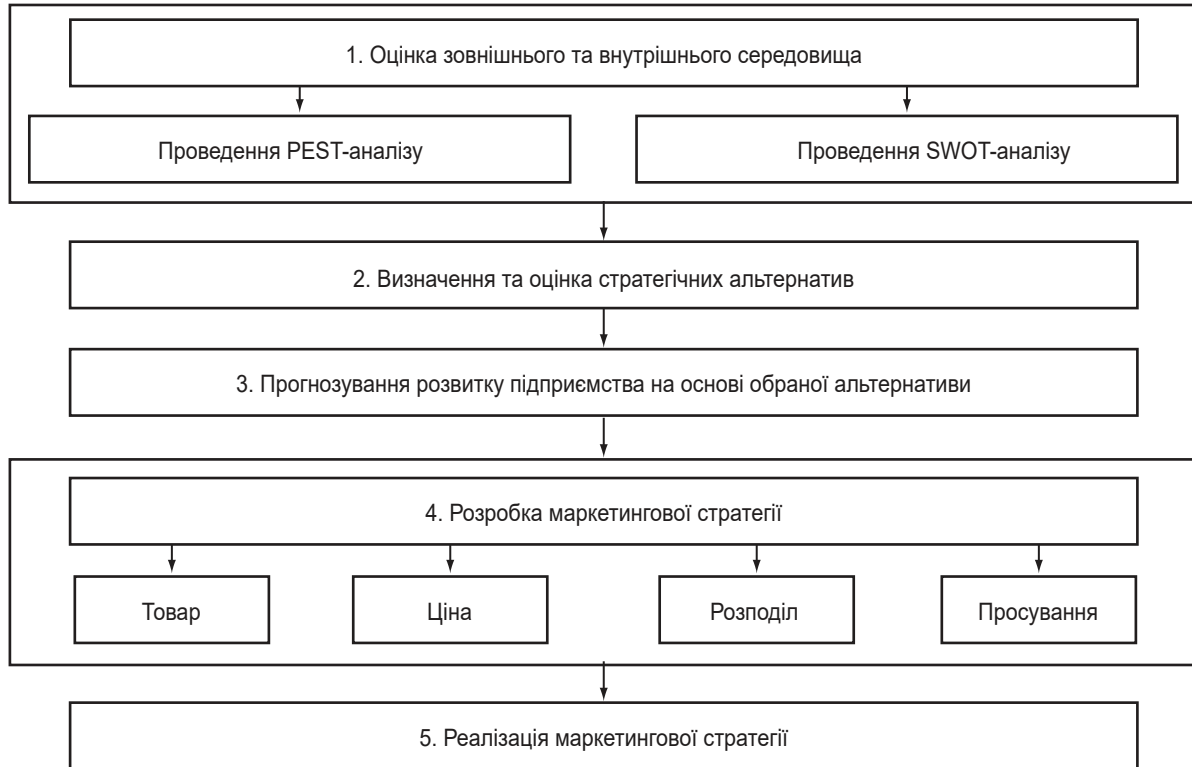 1. Оцінка зовнішнього та внутрішнього середовища
Проведення PEST-аналізу
Проведення SWOT-аналізу
2. Визначення та оцінка стратегічних альтернатив
3. Прогнозування розвитку підприємства на основі обраної альтернативи
4. Розробка маркетингової стратегії
Товар
Ціна
Розподіл
Просування
5. Реалізація маркетингової стратегії